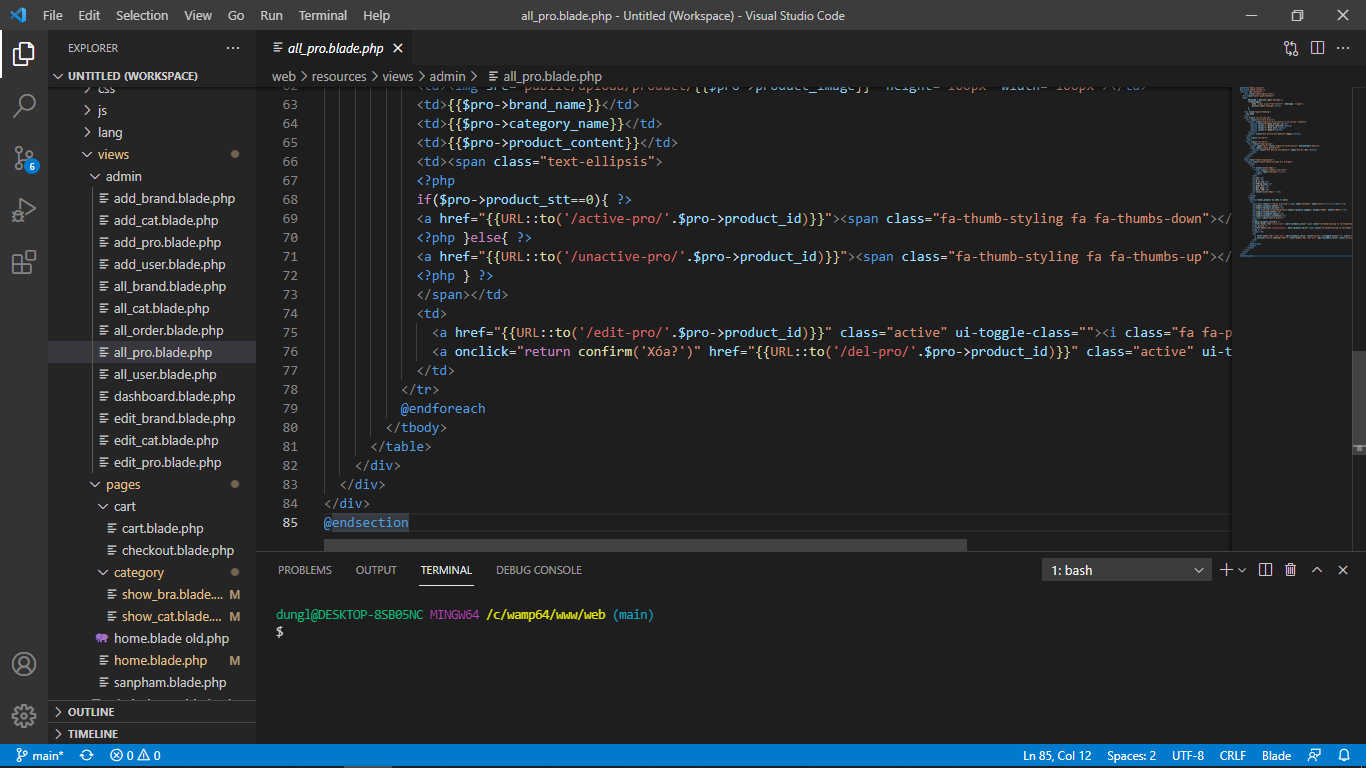 File Edit Selection View Go Run Terminal Help
all_pro.blade.php - Untitled (Workspace) - Visual Studio Code
EXPLORER
UNTITLED (WORKSPACE)
css
js
lang
views
admin
add_brand.blade.php
add_cat.blade.php
add_pro.blade.php
add_user.blade.php
all_brand.blade.php
all_cat.blade.php
all_order.blade.php
all_pro.blade.php
all_user.blade.php
dashboard.blade.php
edit_brand.blade.php
edit_cat.blade.php
edit_pro.blade.php
pages
cart
cart.blade.php
checkout.blade.php
category
show_bra.blade.... M
show_cat.blade.... M
home.blade old.php
home.blade.php M
sanpham.blade.php
OUTLINE
TIMELINE
6
all_pro.blade.php
web > resources > views > admin > all_pro.blade.php
63 <td>{{$pro->brand_name}}</td>
64 <td>{{$pro->category_name}}</td>
65 <td>{{$pro->product_content}}</td>
66 <td><span class="text-ellipsis">
67 <?php
68 if($pro->product_stt==0){ ?>
69 <a href="{{URL::to('/active-pro/'.$pro->product_id)}}"><span class="fa-thumb-styling fa fa-thumbs-down"></
70 <?php }else{ ?>
71 <a href="{{URL::to('/unactive-pro/'.$pro->product_id)}}"><span class="fa-thumb-styling fa fa-thumbs-up"></
72 <?php } ?>
73 </span></td>
74 <td>
75 <a href="{{URL::to('/edit-pro/'.$pro->product_id)}}" class="active" ui-toggle-class=""><i class="fa fa-p
76 <a onclick="return confirm('Xóa?')" href="{{URL::to('/del-pro/'.$pro->product_id)}}" class="active" ui-t
77 </td>
78 </tr>
79 @endforeach
80 </tbody>
81 </table>
82 </div>
83 </div>
84 </div>
85 @endsection
PROBLEMS OUTPUT TERMINAL DEBUG CONSOLE
1: bash
dungl@DESKTOP-8SB05NC MINGW64 /c/wamp64/www/web (main)
$
main* 0 0
Ln 85, Col 12 Spaces: 2 UTF-8 CRLF Blade